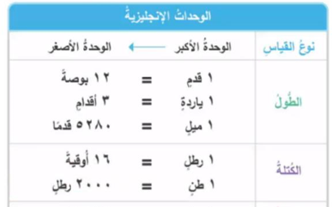 الوحداتُ الإنجليزيةُ
نوعُ القياسِ الوحدةُ الأكبر ← الوحدةُ الأصغر
١ قدمٍ = ١٢ بوصةً
الطُّولُ ١ ياردةٍ = ٣ أقدامٍ
١ ميلٍ = ٥٢٨٠ قدمًا
١ رطلٍ = ١٦ أوقيةً
الكُتلةُ
١ طنٍ = ٢٠٠٠ رطلٍ